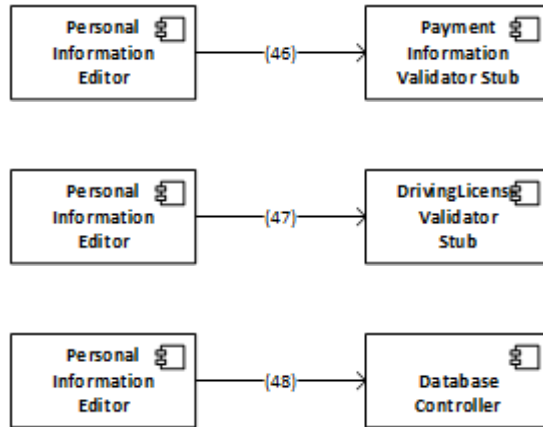 Personal
Information
Editor
(46)
Payment
Information
Validator Stub
Personal
Information
Editor
(47)
DrivingLicense
Validator
Stub
Personal
Information
Editor
(48)
Database
Controller